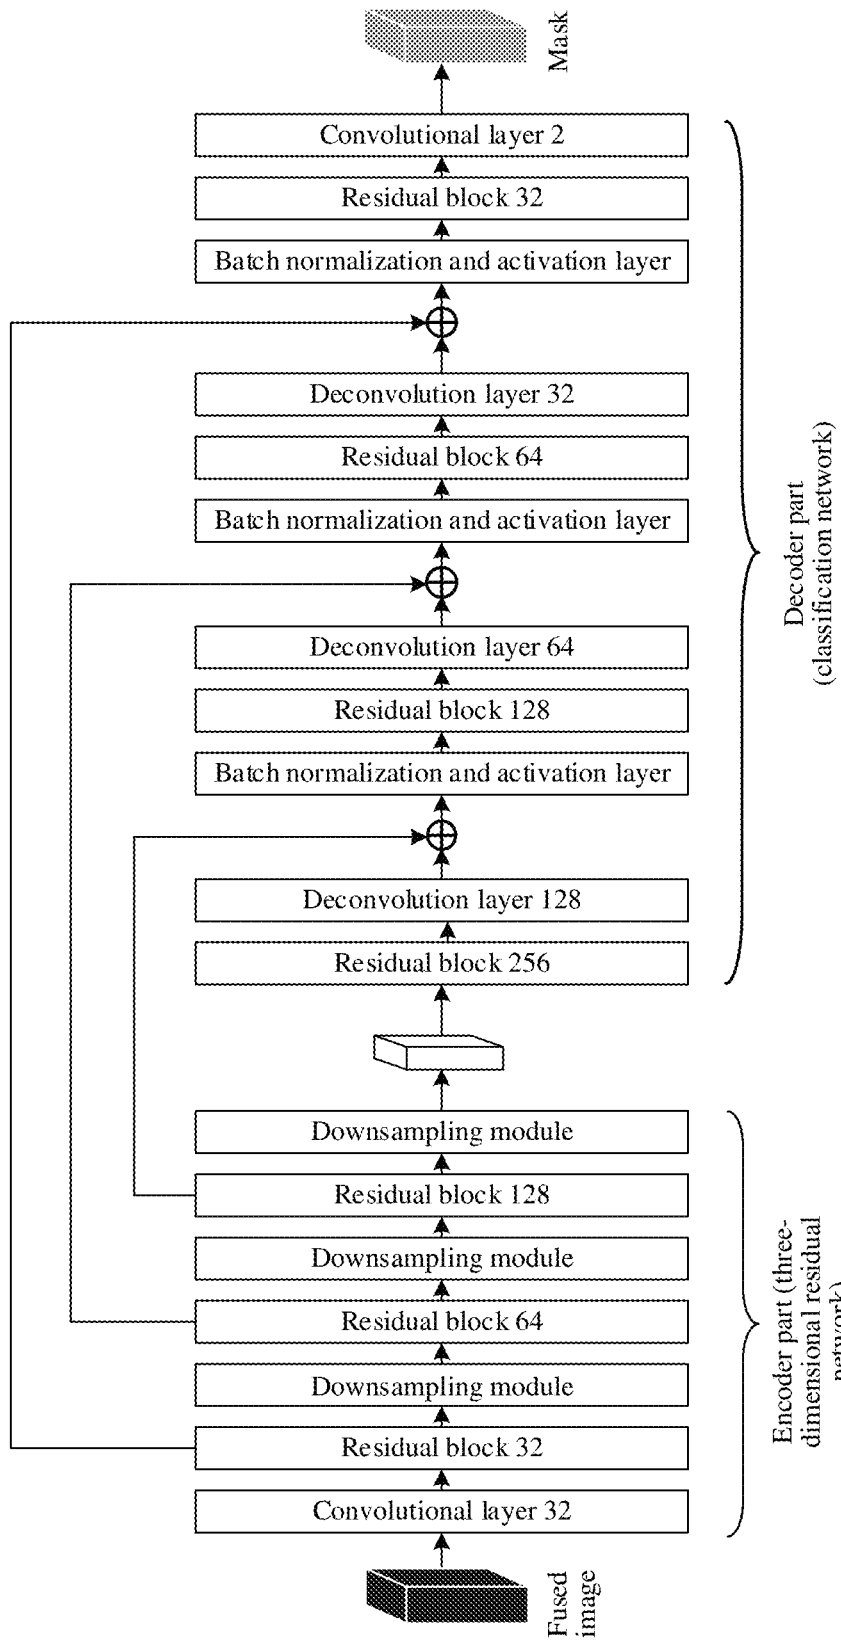 Mask
Convolutional layer 2
Residual block 32
Batch normalization and activation layer
Deconvolution layer 32
Residual block 64
Batch normalization and activation layer
Deconvolution layer 64
Residual block 128
Batch normalization and activation layer
Deconvolution layer 128
Residual block 256
Decoder part
(classification network)
Downsampling module
Residual block 128
Downsampling module
Residual block 64
Downsampling module
Residual block 32
Convolutional layer 32
Encoder part (three-
dimensional residual
network)
Fused
image